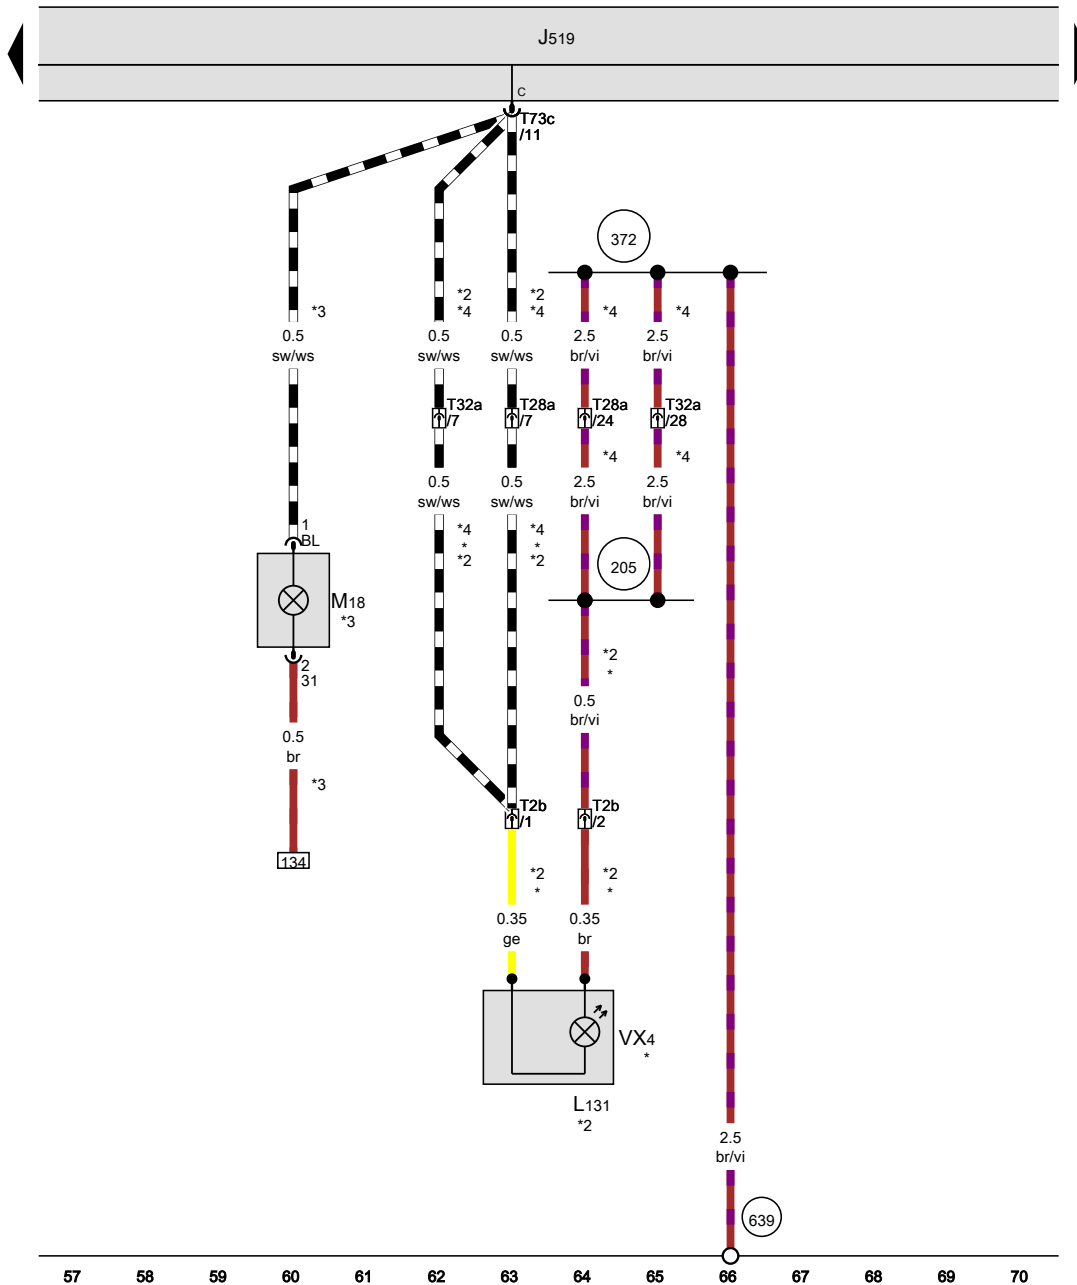 J519
c
T73c
/11
372
*3
*2
*4
*2
*4
*4
*4
0.5
sw/ws
0.5
sw/ws
0.5
sw/ws
2.5
br/vi
2.5
br/vi
T32a
/7
T28a
/7
T28a
/24
T32a
/28
*4
*4
0.5
sw/ws
0.5
sw/ws
2.5
br/vi
2.5
br/vi
1
BL
*4
*
*2
*4
*
*2
205
M18
*3
2
31
*2
*
0.5
br
0.5
br/vi
*3
T2b
/1
T2b
/2
134
*2
*
*2
*
0.35
ge
0.35
br
VX4
*
L131
*2
2.5
br/vi
639
57 58 59 60 61 62 63 64 65 66 67 68 69 70